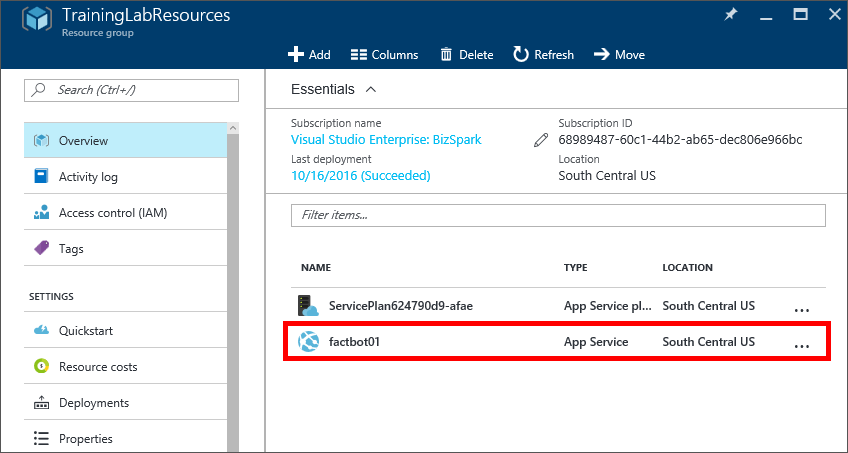 TrainingLabResources
Resource group
Add Columns Delete Refresh Move
Search (Ctrl+/)
Overview
Activity log
Access control (IAM)
Tags
SETTINGS
Quickstart
Resource costs
Deployments
Properties
Essentials
Subscription name Subscription ID
Visual Studio Enterprise: BizSpark 68989487-60c1-44b2-ab65-dec806e966bc
Last deployment Location
10/16/2016 (Succeeded) South Central US
Filter items...
NAME TYPE LOCATION
ServicePlan624790d9-afae App Service pl... South Central US ...
factbot01 App Service South Central US ...